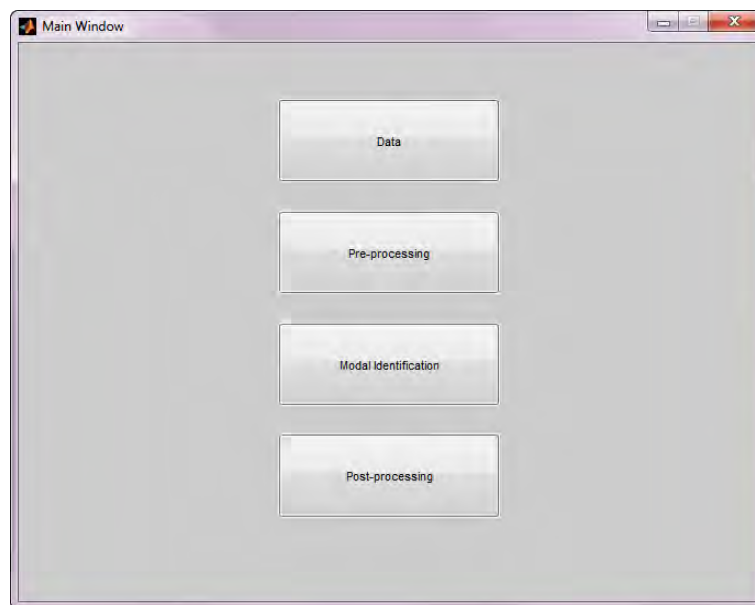 Main Window
Data
Pre-processing
Modal Identification
Post-processing